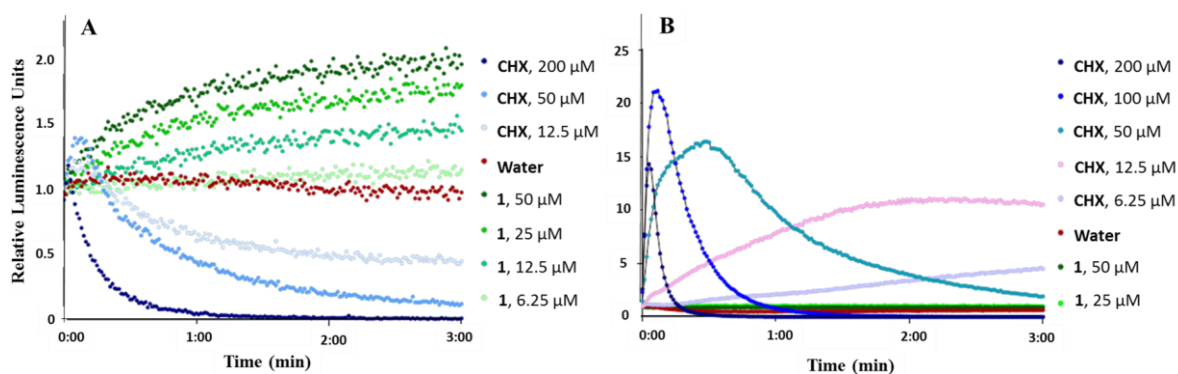 A
Relative Luminescence Units
2.0
1.5
1.0
0.5
0
0:00
1:00
2:00
3:00
Time (min)
CHX, 200 µM
CHX, 50 µM
CHX, 12.5 µM
Water
1, 50 µM
1, 25 µM
1, 12.5 µM
1, 6.25 µM
B
25
20
15
10
5
0
0:00
1:00
2:00
3:00
Time (min)
CHX, 200 µM
CHX, 100 µM
CHX, 50 µM
CHX, 12.5 µM
CHX, 6.25 µM
Water
1, 50 µM
1, 25 µM